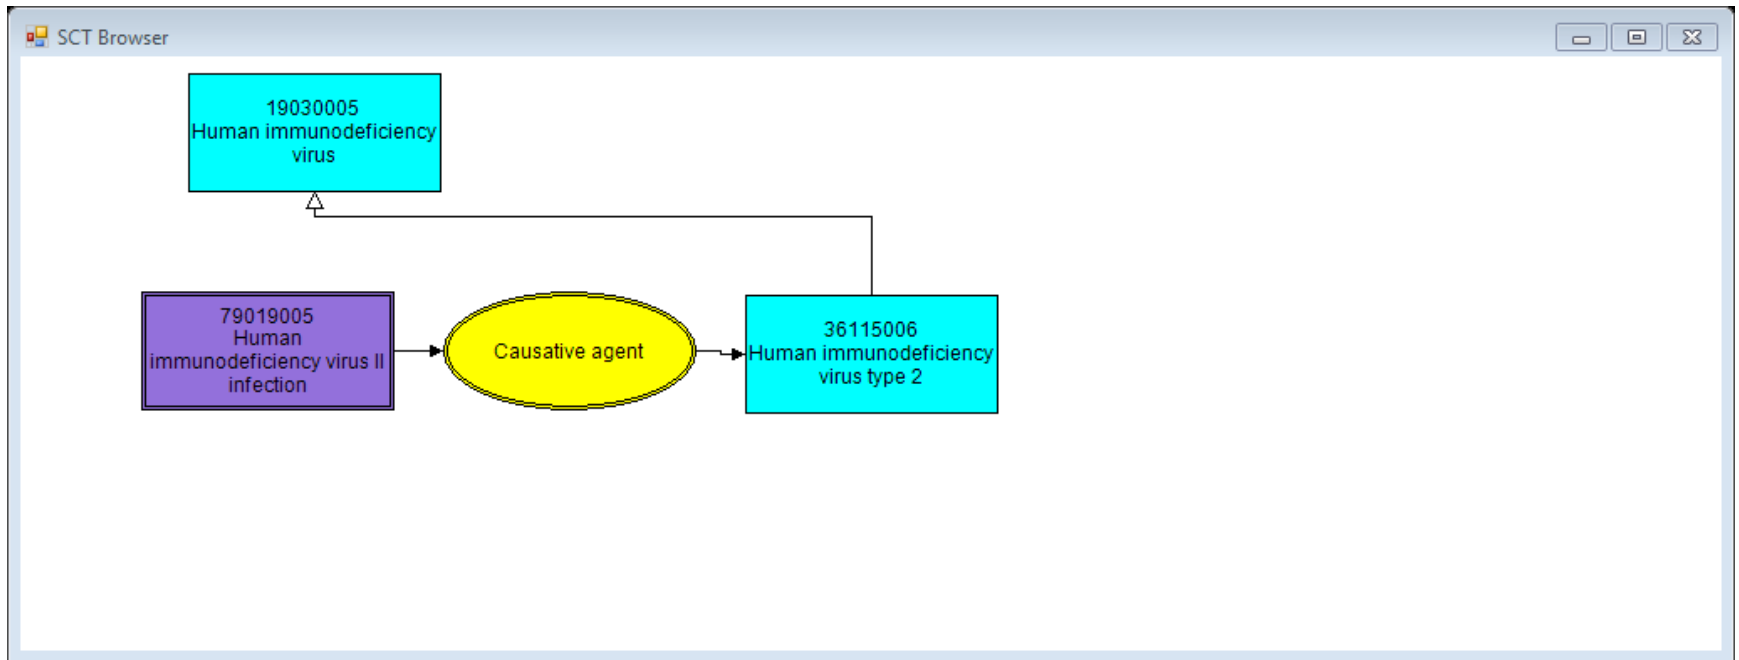 SCT Browser
19030005
Human immunodeficiency
virus
79019005
Human
immunodeficiency virus II
infection
Causative agent
36115006
Human immunodeficiency
virus type 2